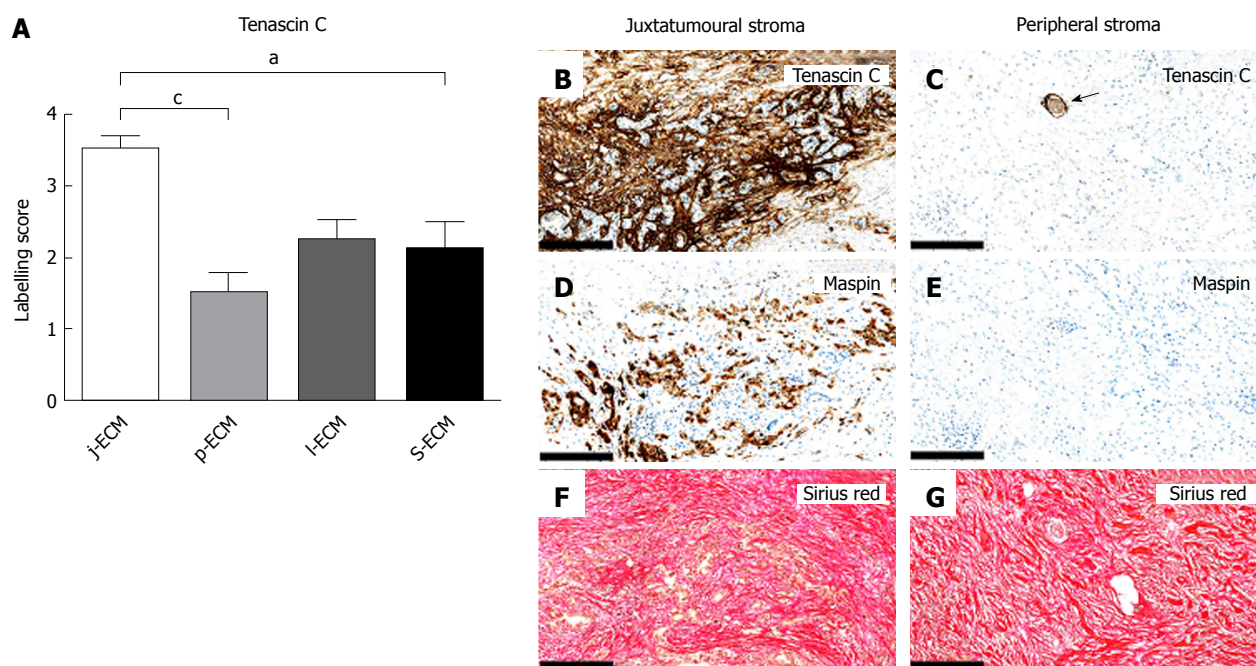 A
Tenascin C
a
c
Labelling score
4
3
2
1
0
j-ECM
p-ECM
l-ECM
S-ECM
Juxtatumoural stroma
Peripheral stroma
B
Tenascin C
C
Tenascin C
D
Maspin
E
Maspin
F
Sirius red
G
Sirius red